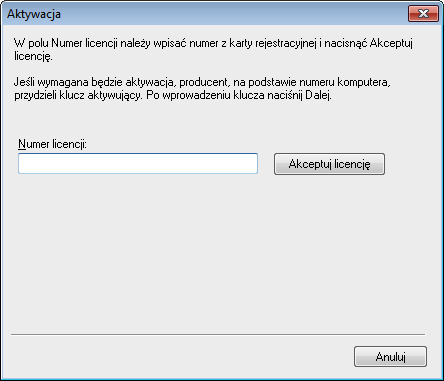 Aktywacja
W polu Numer licencji należy wpisać numer z karty rejestracyjnej i nacisnąć Akceptuj
licencję.
Jeśli wymagana będzie aktywacja, producent, na podstawie numeru komputera,
przydzieli klucz aktywujący. Po wprowadzeniu klucza naciśnij Dalej.
Numer licencji:
Akceptuj licencję
Anuluj